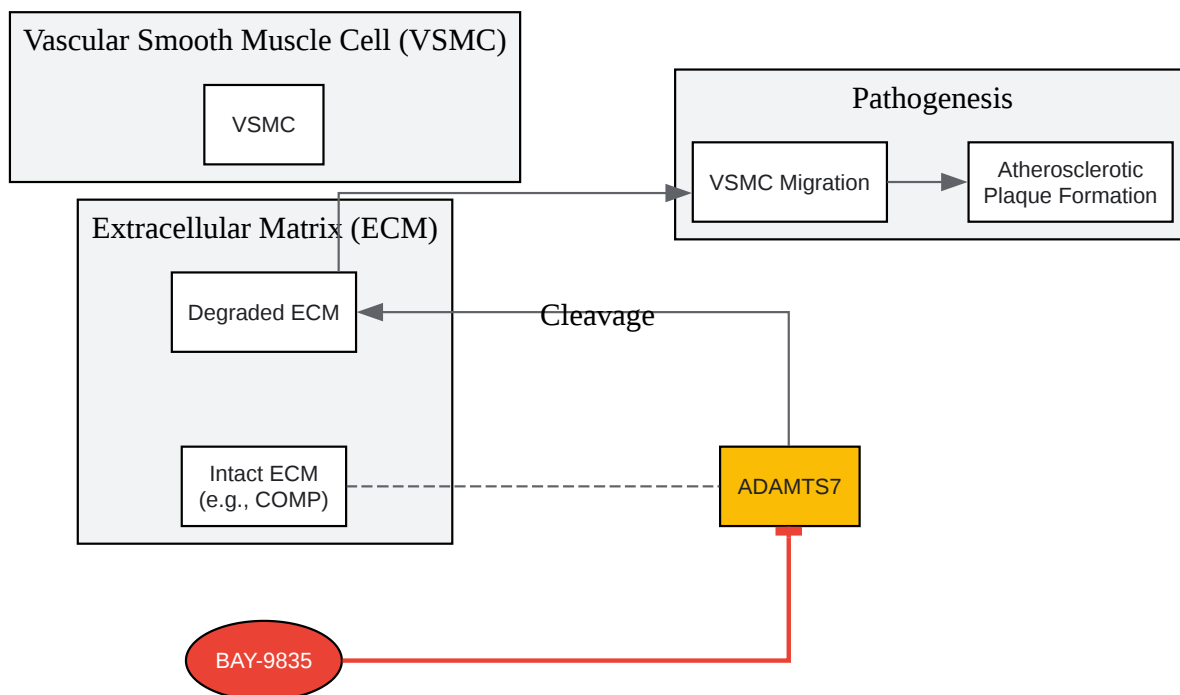 Vascular Smooth Muscle Cell (VSMC)
VSMC
Pathogenesis
VSMC Migration
Atherosclerotic
Plaque Formation
Extracellular Matrix (ECM)
Degraded ECM
Cleavage
Intact ECM
(e.g., COMP)
ADAMTS7
BAY-9835